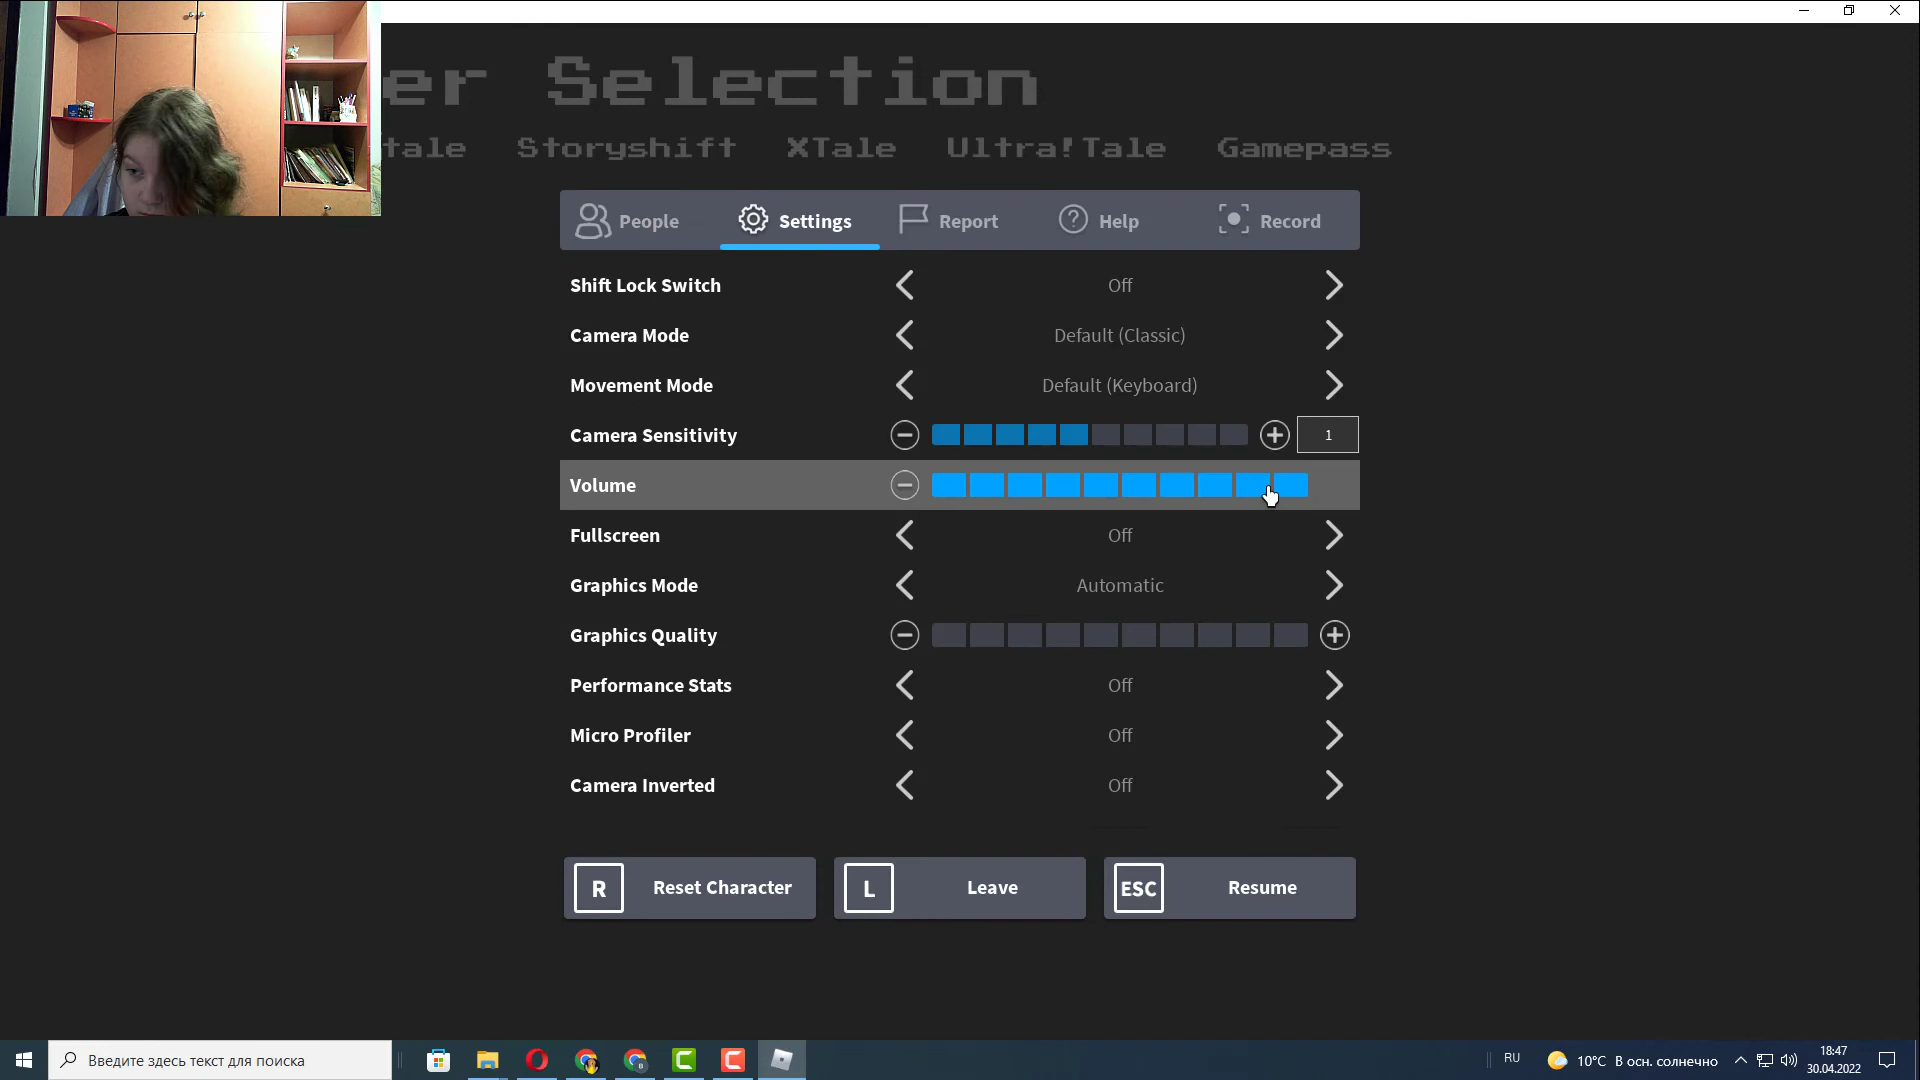 er Selection
tale Storyshift XTale Ultra!Tale Gamepass
People Settings Report Help Record
Shift Lock Switch Off
Camera Mode Default (Classic)
Movement Mode Default (Keyboard)
Camera Sensitivity 1
Volume
Fullscreen Off
Graphics Mode Automatic
Graphics Quality
Performance Stats Off
Micro Profiler Off
Camera Inverted Off
R Reset Character L Leave ESC Resume
Введите здесь текст для поиска RU 10°C В осн. солнечно 18:47
30.04.2022